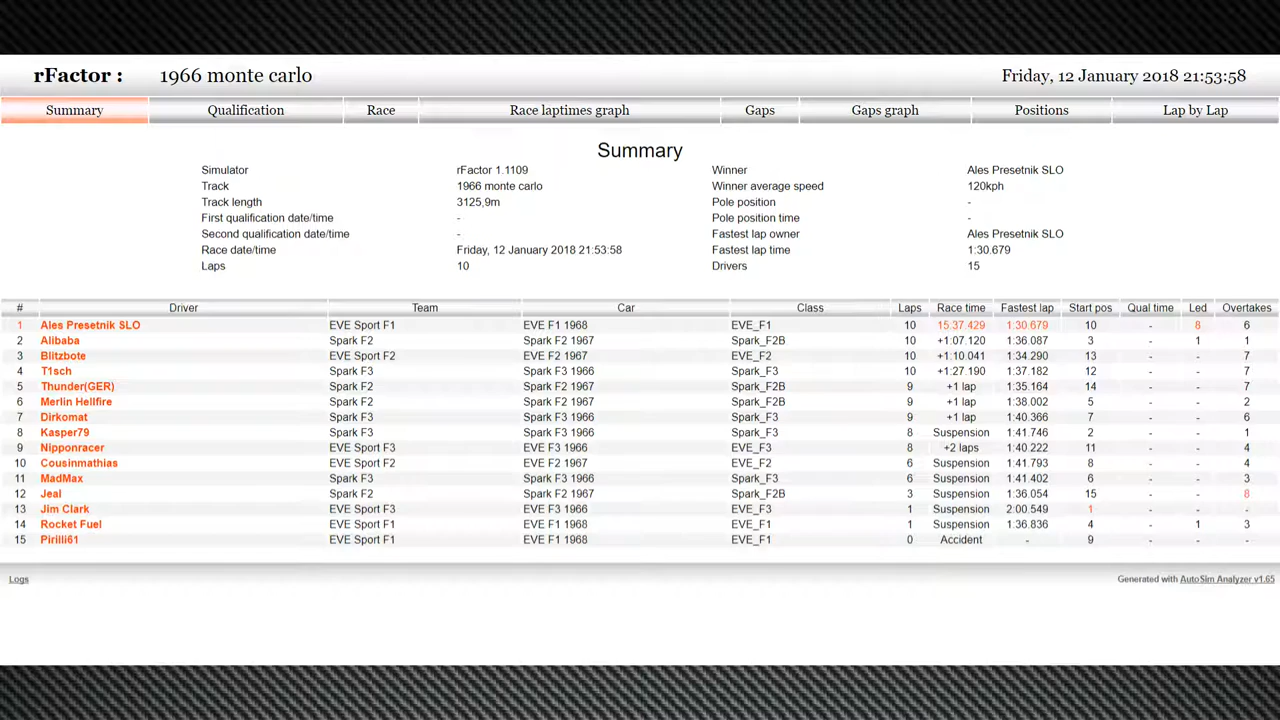 rFactor : 1966 monte carlo Friday, 12 January 2018 21:53:58
Summary Qualification Race Race laptimes graph Gaps Gaps graph Positions Lap by Lap
Summary
Simulator rFactor 1.1109 Winner Ales Presetnik SLO
Track 1966 monte carlo Winner average speed 120kph
Track length 3125,9m Pole position -
First qualification date/time - Pole position time -
Second qualification date/time - Fastest lap owner Ales Presetnik SLO
Race date/time Friday, 12 January 2018 21:53:58 Fastest lap time 1:30.679
Laps 10 Drivers 15
# Driver Team Car Class Laps Race time Fastest lap Start pos Qual time Led Overtakes
1 Ales Presetnik SLO EVE Sport F1 EVE F1 1968 EVE_F1 10 15:37.429 1:30.679 10 - 8 6
2 Alibaba Spark F2 Spark F2 1967 Spark_F2B 10 +1:07.120 1:36.087 3 - 1 1
3 Blitzbote EVE Sport F2 EVE F2 1967 EVE_F2 10 +1:10.041 1:34.290 13 - - 7
4 T1sch Spark F3 Spark F3 1966 Spark_F3 10 +1:27.190 1:37.182 12 - - 7
5 Thunder(GER) Spark F2 Spark F2 1967 Spark_F2B 9 +1 lap 1:35.164 14 - - 7
6 Merlin Hellfire Spark F2 Spark F2 1967 Spark_F2B 9 +1 lap 1:38.002 5 - - 2
7 Dirkomat Spark F3 Spark F3 1966 Spark_F3 9 +1 lap 1:40.366 7 - - 6
8 Kasper79 Spark F3 Spark F3 1966 Spark_F3 8 Suspension 1:41.746 2 - - 1
9 Nipponracer EVE Sport F3 EVE F3 1966 EVE_F3 8 +2 laps 1:40.222 11 - - 4
10 Cousinmathias EVE Sport F2 EVE F2 1967 EVE_F2 6 Suspension 1:41.793 8 - - 4
11 MadMax Spark F3 Spark F3 1966 Spark_F3 6 Suspension 1:41.402 6 - - 3
12 Jeal Spark F2 Spark F2 1967 Spark_F2B 3 Suspension 1:36.054 15 - - 8
13 Jim Clark EVE Sport F3 EVE F3 1966 EVE_F3 1 Suspension 2:00.549 1 - - -
14 Rocket Fuel EVE Sport F1 EVE F1 1968 EVE_F1 1 Suspension 1:36.836 4 - 1 3
15 Pirilli61 EVE Sport F1 EVE F1 1968 EVE_F1 0 Accident - 9 - - -
Logs Generated with AutoSim Analyzer v1.65